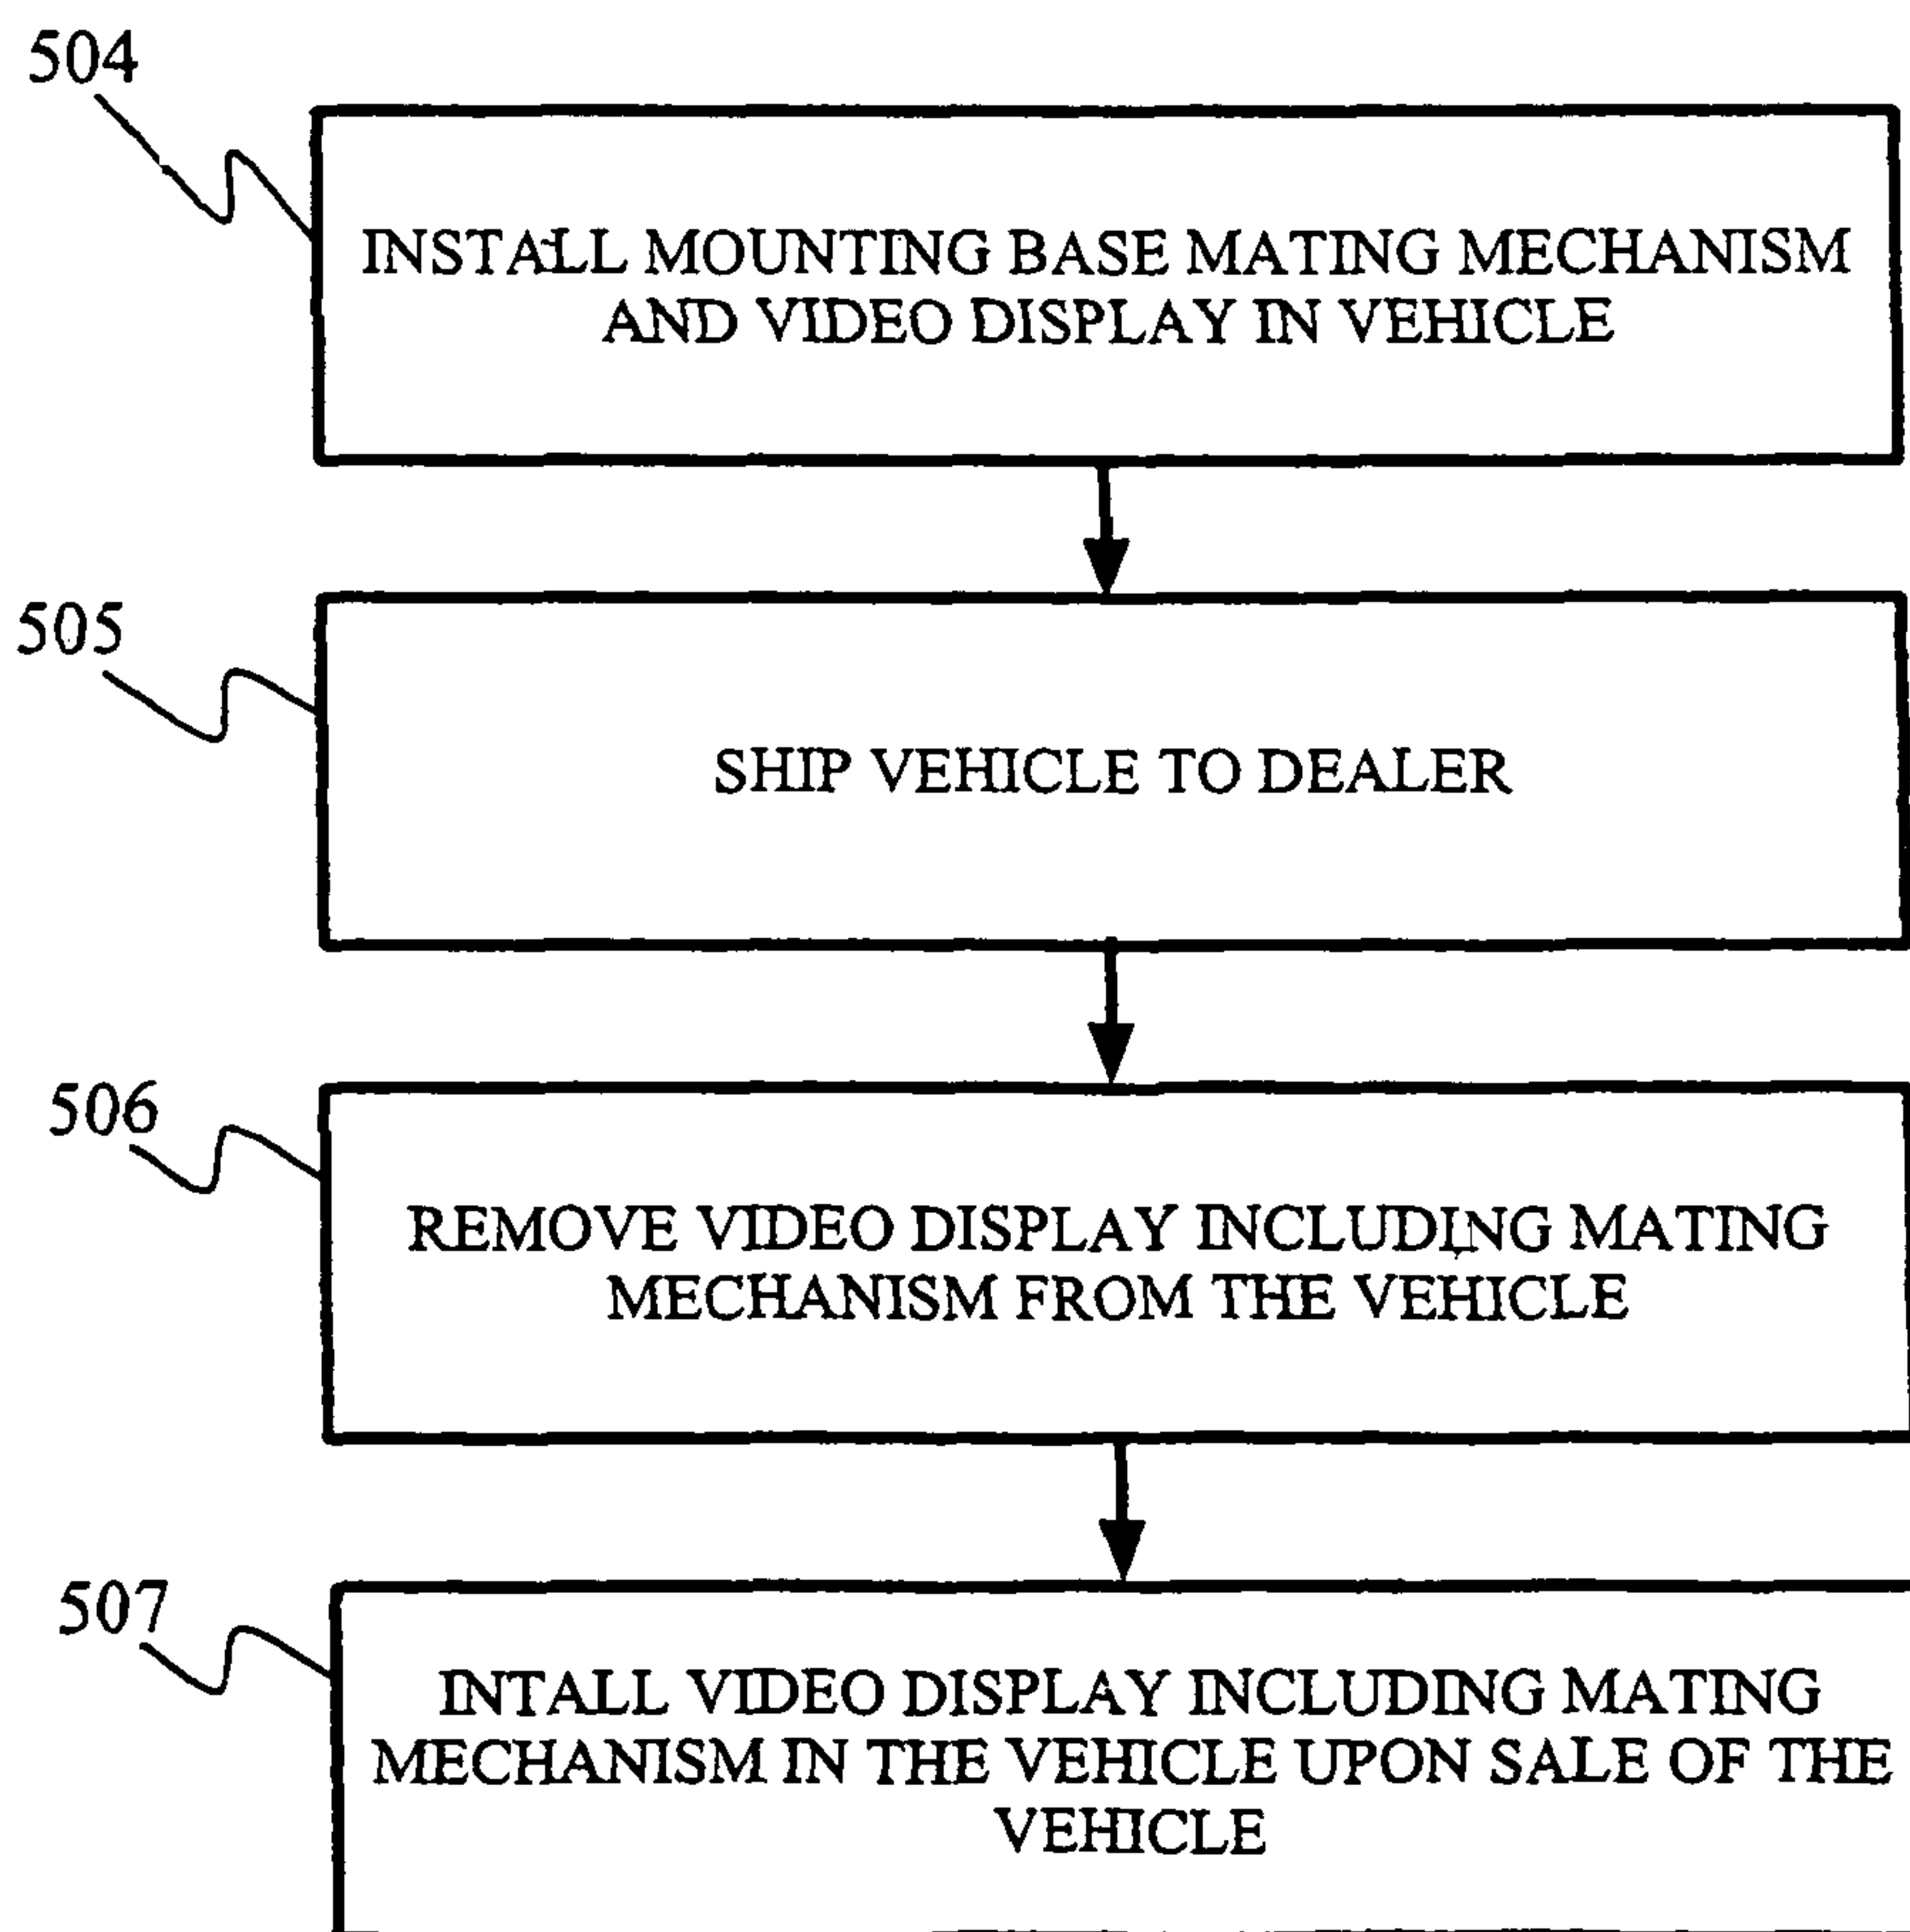 504
INSTALL MOUNTING BASE MATING MECHANISM
AND VIDEO DISPLAY IN VEHICLE
505
SHIP VEHICLE TO DEALER
506
REMOVE VIDEO DISPLAY INCLUDING MATING
MECHANISM FROM THE VEHICLE
507
INTALL VIDEO DISPLAY INCLUDING MATING
MECHANISM IN THE VEHICLE UPON SALE OF THE
VEHICLE